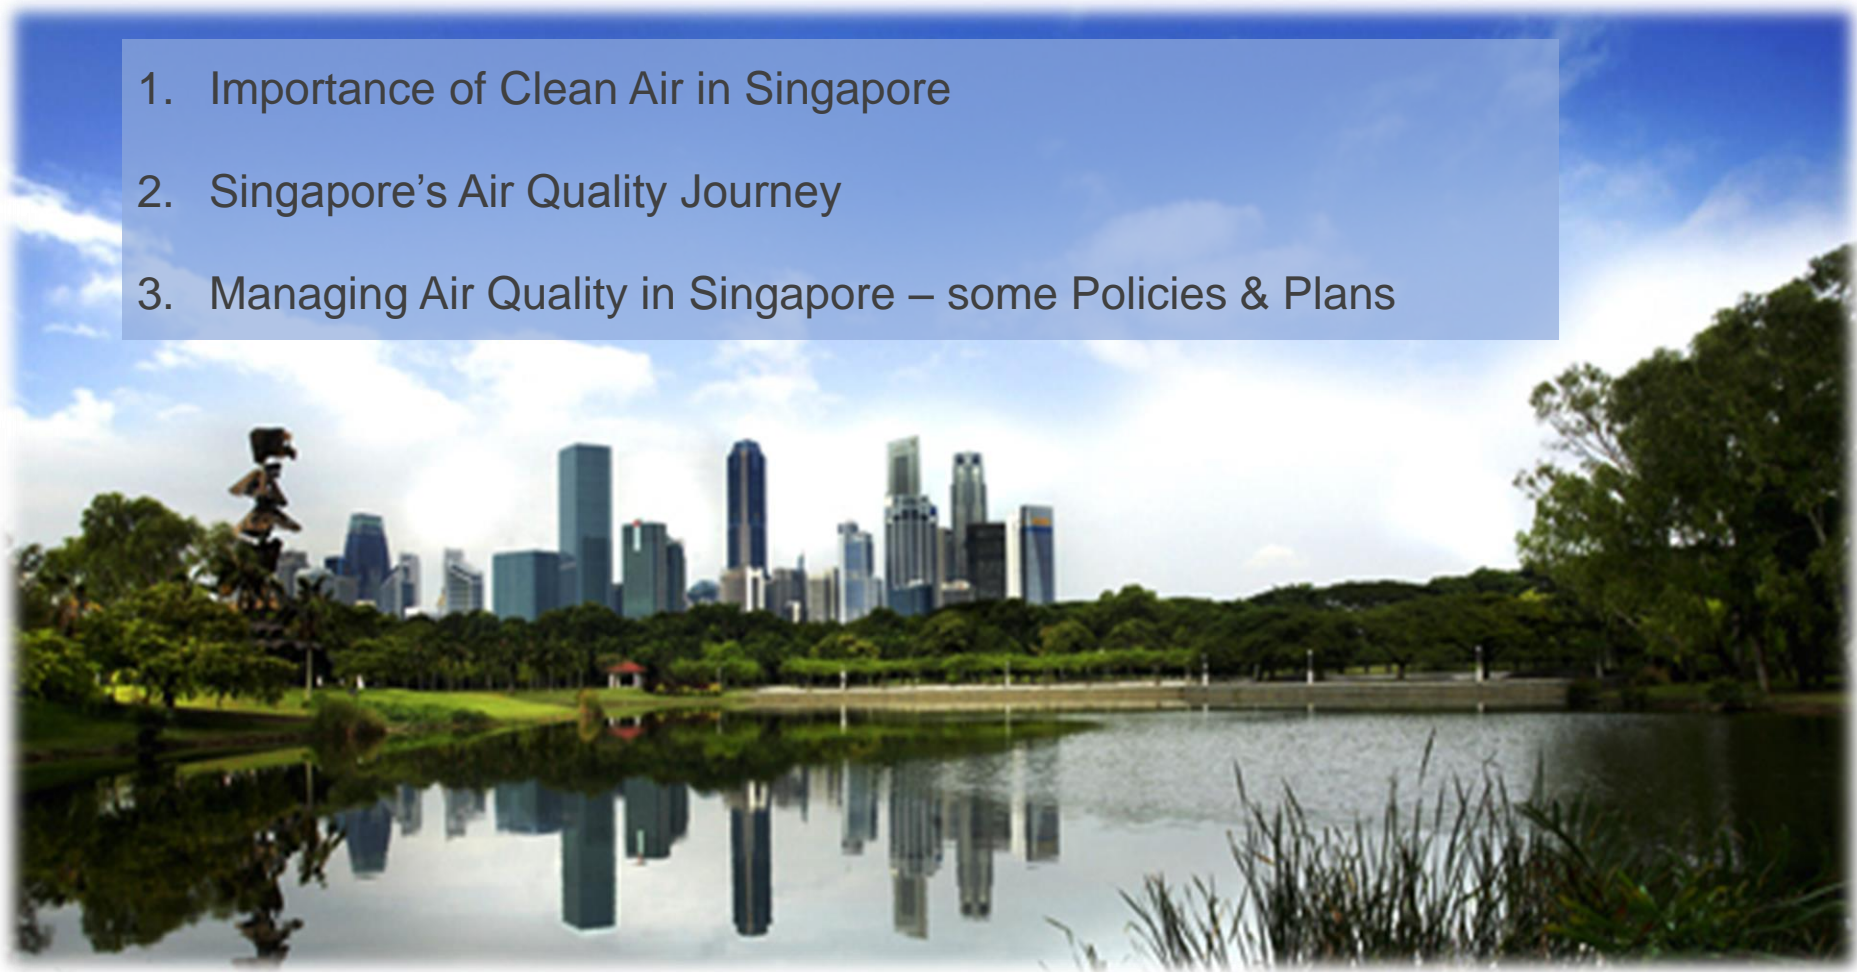 1. Importance of Clean Air in Singapore
2. Singapore’s Air Quality Journey
3. Managing Air Quality in Singapore – some Policies & Plans